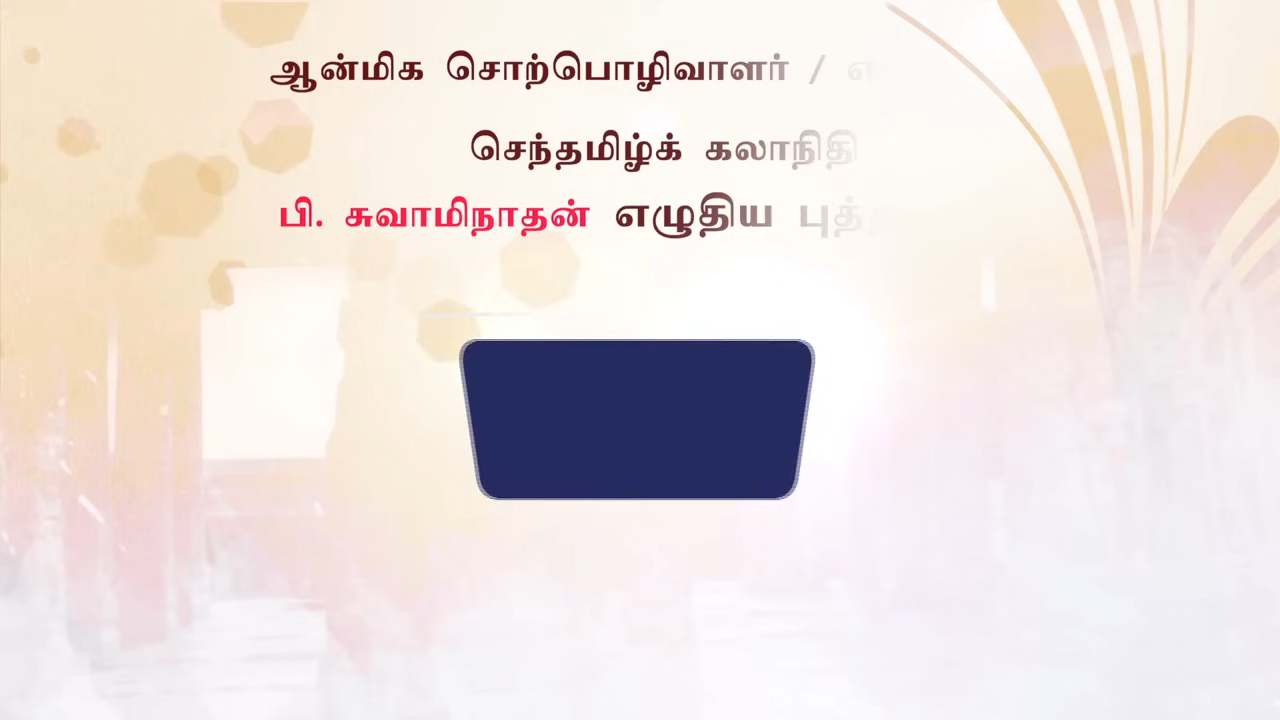 ஆன்மிக சொற்பொழிவாளர் /
செந்தமிழ்க் கலாநிதி
பி. சுவாமிநாதன் எழுதிய